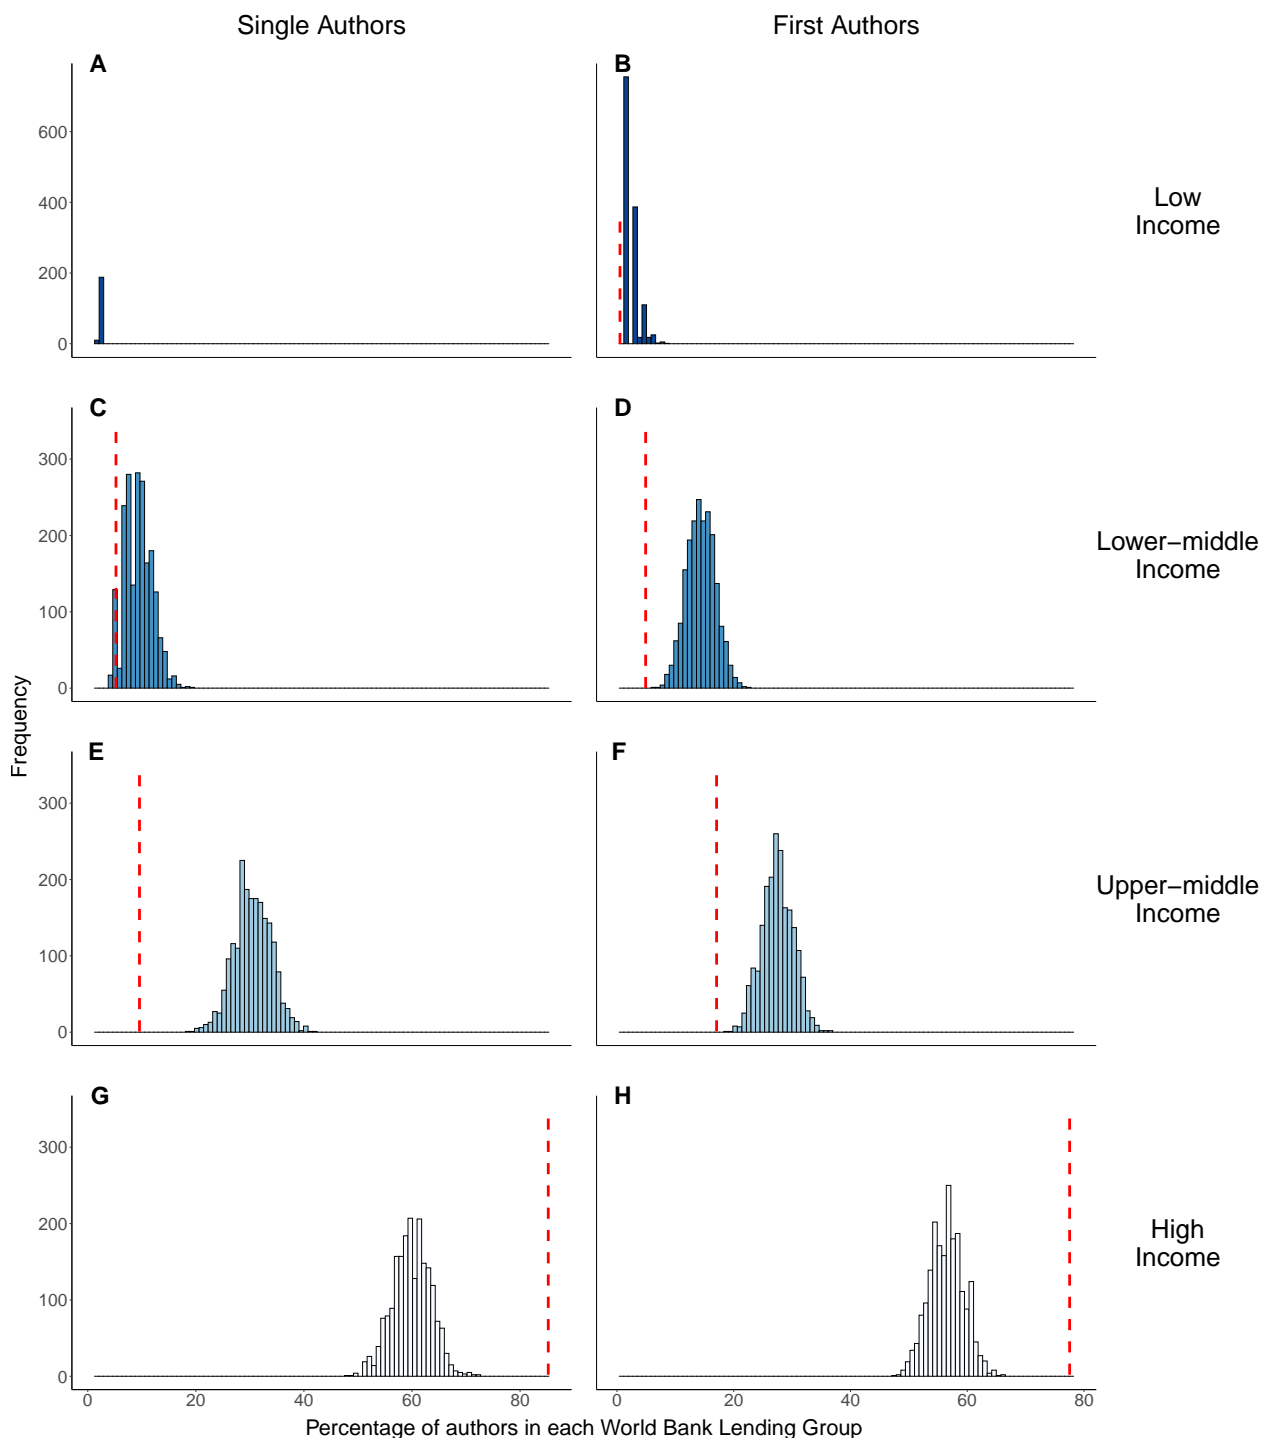 Single Authors
First Authors
A
B
600
400
200
0
Low
Income
C
D
300
200
100
0
Lower−middle
Income
Frequency
E
F
300
200
100
0
Upper−middle
Income
G
H
300
200
100
0
High
Income
0 20 40 60 80
0 20 40 60 80
Percentage of authors in each World Bank Lending Group